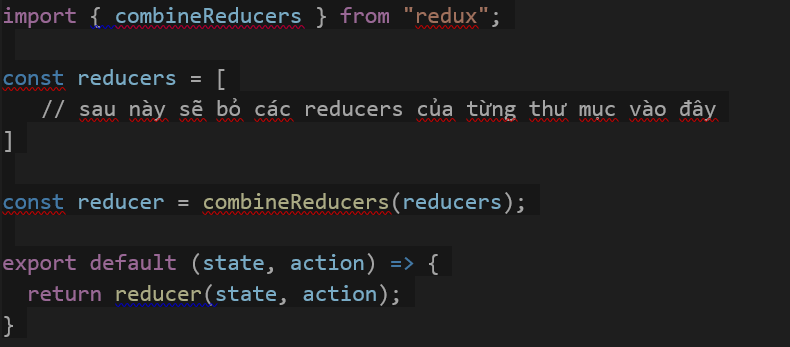 import { combineReducers } from "redux";
const reducers = [
// sau này sẽ bỏ các reducers của từng thư mục vào đây
]
const reducer = combineReducers(reducers);
export default (state, action) => {
return reducer(state, action);
}